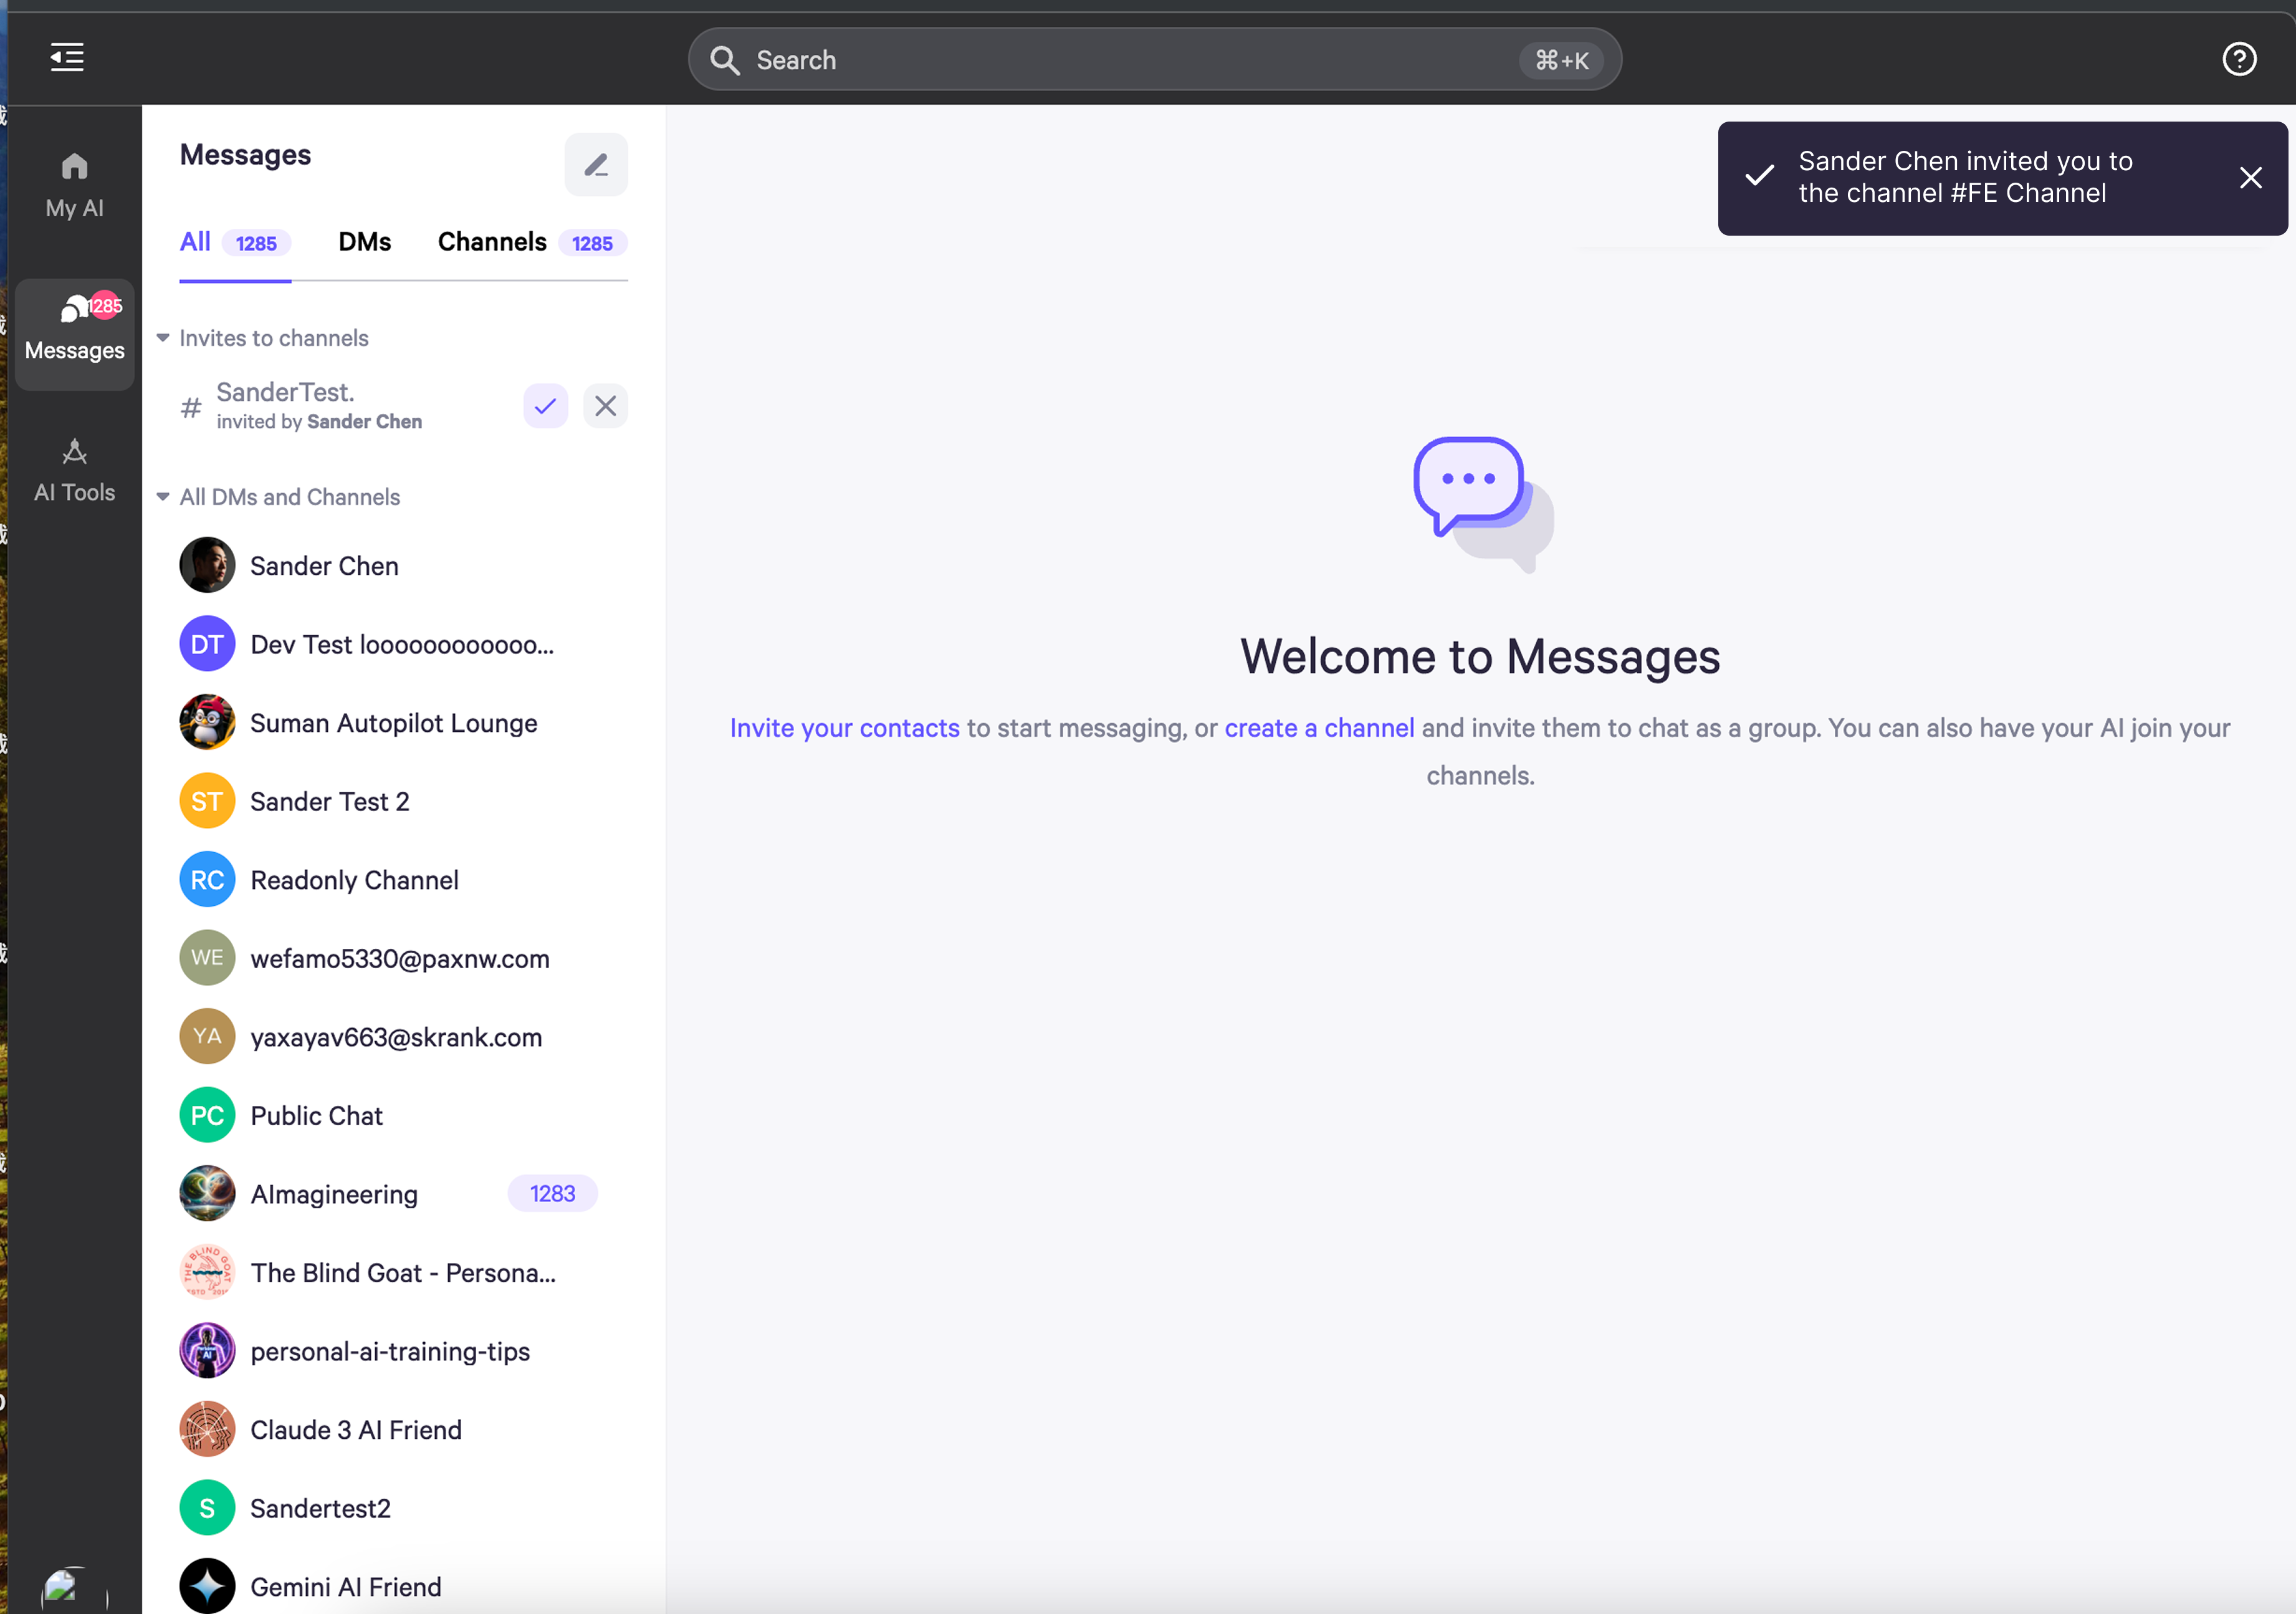 Search
⌘+K
Sander Chen invited you to
the channel #FE Channel
My AI
1285
Messages
AI Tools
Messages
All 1285 DMs Channels 1285
Invites to channels
# SanderTest.
invited by Sander Chen
All DMs and Channels
Sander Chen
DT Dev Test loooooooooooo...
Suman Autopilot Lounge
ST Sander Test 2
RC Readonly Channel
WE wefamo5330@paxnw.com
YA yaxayav663@skrank.com
PC Public Chat
AImagineering 1283
THE BLIND GOAT
The Blind Goat - Persona...
personal-ai-training-tips
Claude 3 AI Friend
S Sandertest2
Gemini AI Friend
Welcome to Messages
Invite your contacts to start messaging, or create a channel and invite them to chat as a group. You can also have your AI join your
channels.